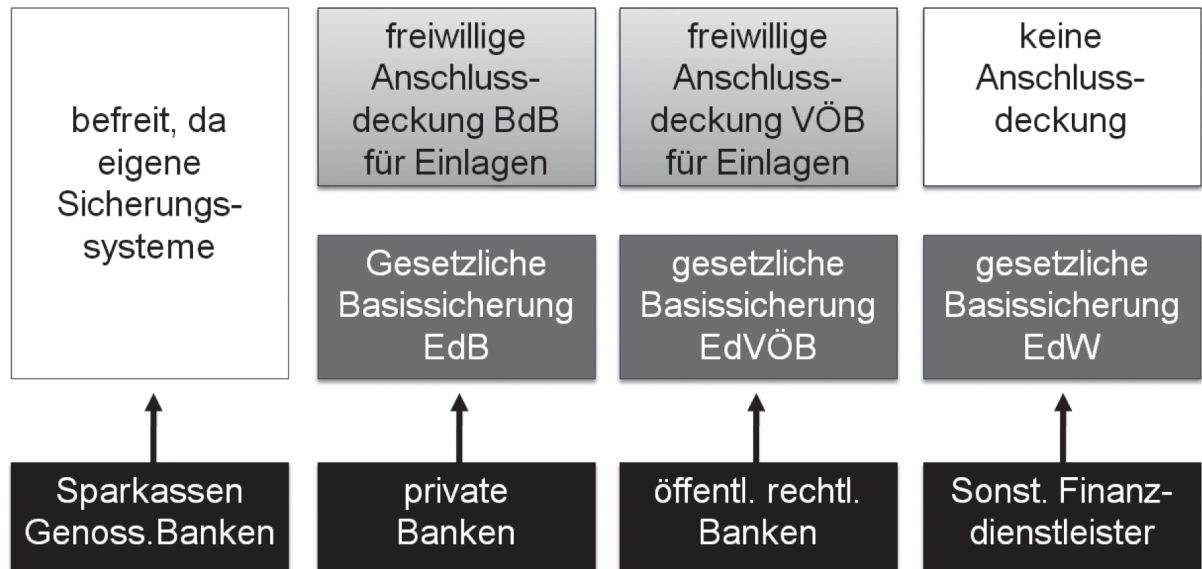 befreit, da
eigene
Sicherungs-
systeme
freiwillige
Anschluss-
deckung BdB
für Einlagen
freiwillige
Anschluss-
deckung VÖB
für Einlagen
keine
Anschluss-
deckung
Gesetzliche
Basissicherung
EdB
gesetzliche
Basissicherung
EdVÖB
gesetzliche
Basissicherung
EdW
Sparkassen
Genoss.Banken
private
Banken
öffentl. rechtl.
Banken
Sonst. Finanz-
dienstleister